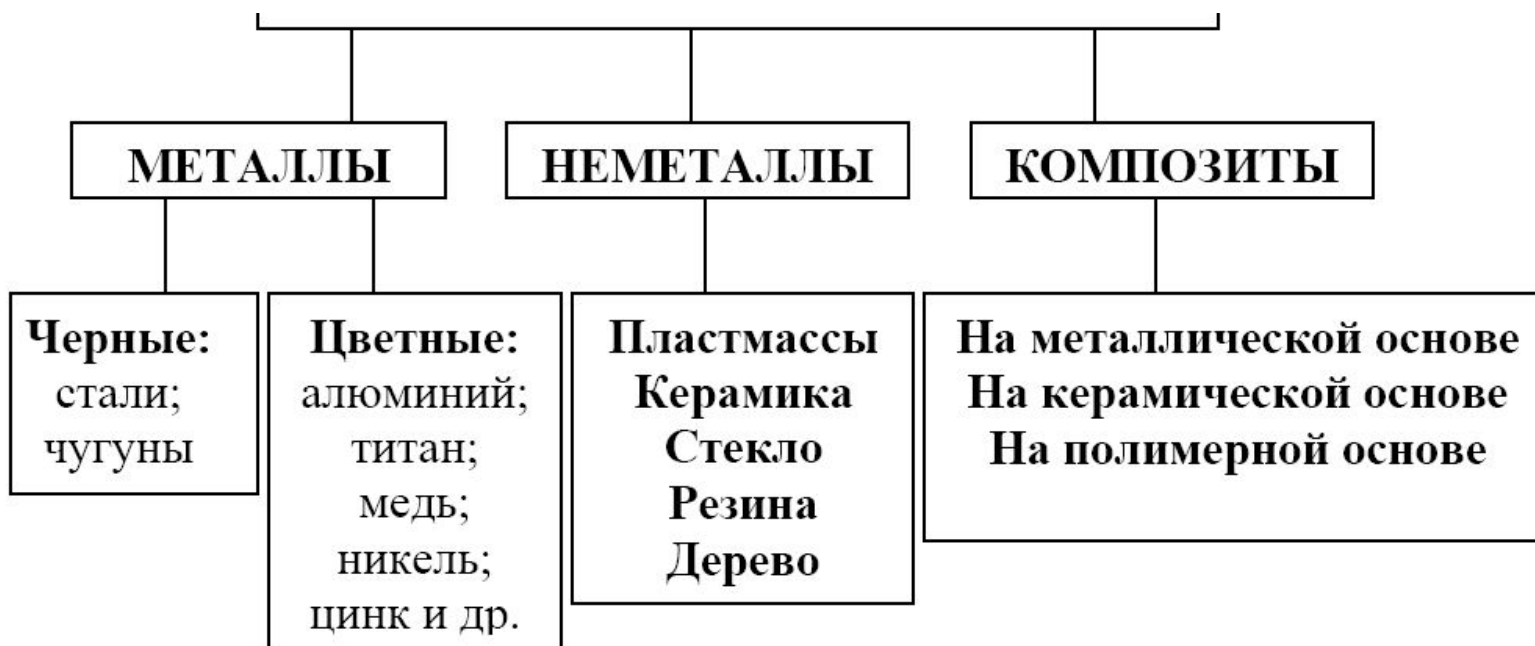 МЕТАЛЛЫ
НЕМЕТАЛЛЫ
КОМПОЗИТЫ
Черные:
стали;
чугуны
Цветные:
алюминий;
титан;
медь;
никель;
цинк и др.
Пластмассы
Керамика
Стекло
Резина
Дерево
На металлической основе
На керамической основе
На полимерной основе